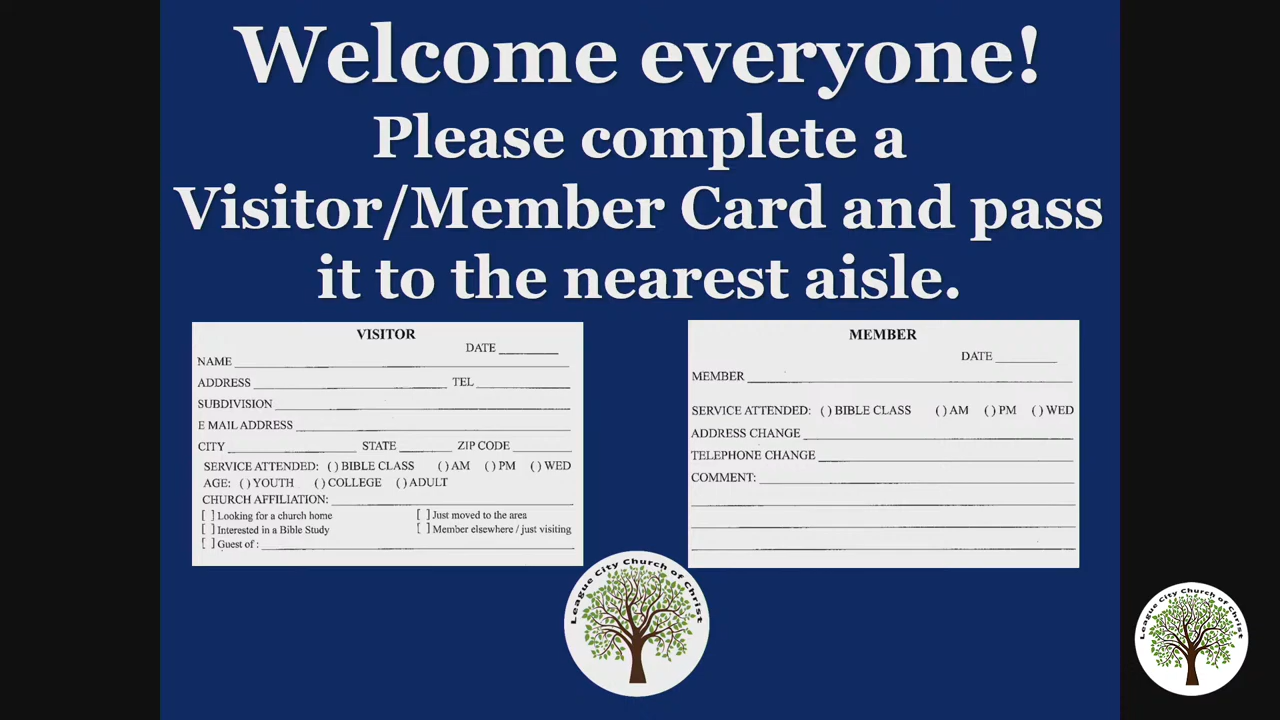 Welcome everyone!
Please complete a
Visitor/Member Card and pass
it to the nearest aisle.
VISITOR
DATE
NAME
ADDRESS TEL
SUBDIVISION
E MAIL ADDRESS
CITY STATE ZIP CODE
SERVICE ATTENDED: ( ) BIBLE CLASS ( ) AM ( ) PM ( ) WED
AGE: ( ) YOUTH ( ) COLLEGE ( ) ADULT
CHURCH AFFILIATION:
[ ] Looking for a church home [ ] Just moved to the area
[ ] Interested in a Bible Study [ ] Member elsewhere / just visiting
[ ] Guest of :
MEMBER
DATE
MEMBER
SERVICE ATTENDED: ( ) BIBLE CLASS ( ) AM ( ) PM ( ) WED
ADDRESS CHANGE
TELEPHONE CHANGE
COMMENT:
League City Church of Christ
League City Church of Christ